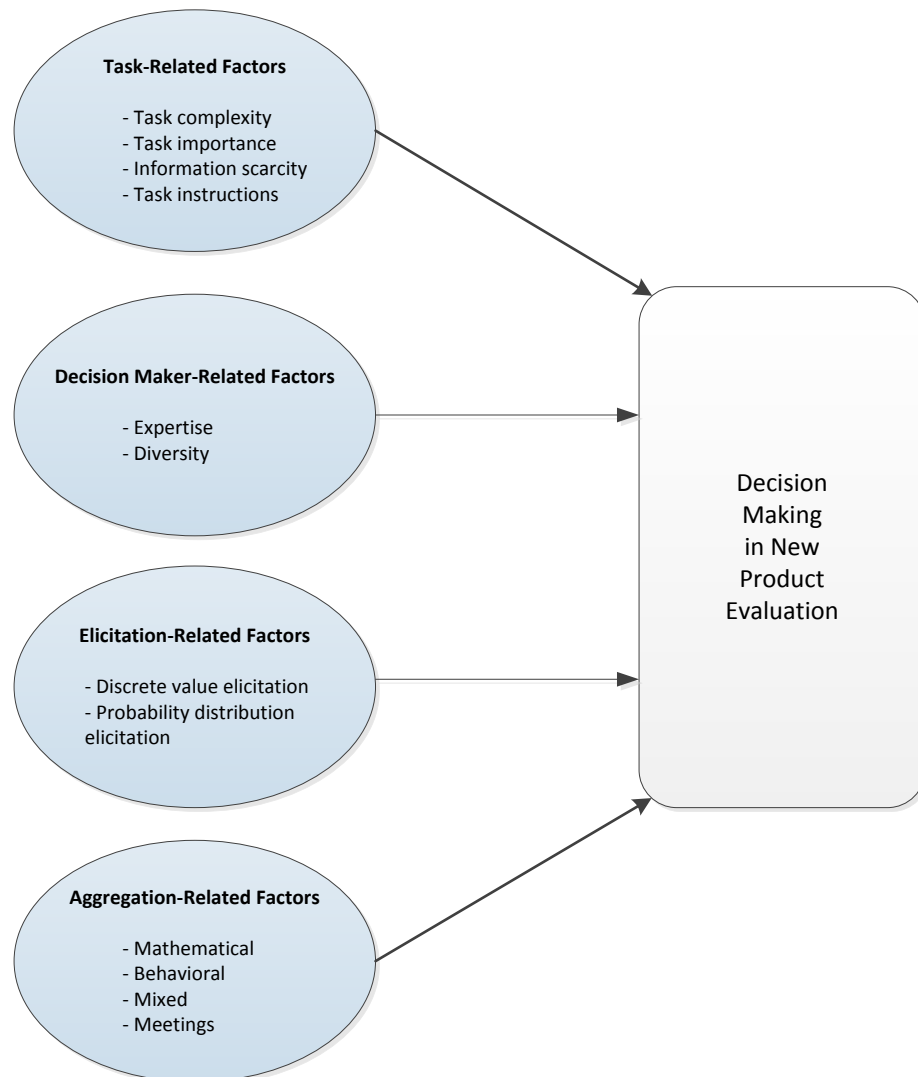 Task-Related Factors
- Task complexity
- Task importance
- Information scarcity
- Task instructions
Decision Maker-Related Factors
- Expertise
- Diversity
Elicitation-Related Factors
- Discrete value elicitation
- Probability distribution
elicitation
Aggregation-Related Factors
- Mathematical
- Behavioral
- Mixed
- Meetings
Decision
Making
in New
Product
Evaluation